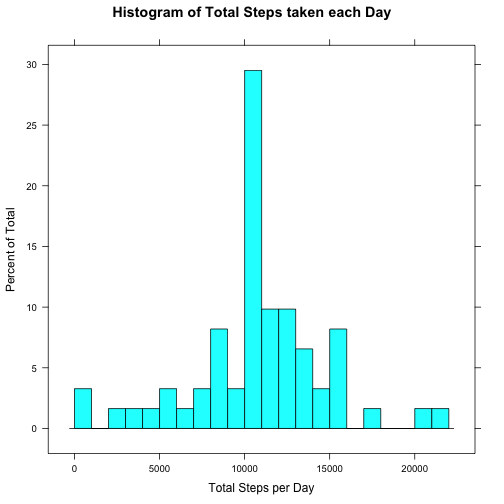 Histogram of Total Steps taken each Day
30
25
20
15
10
5
0
Percent of Total
0 5000 10000 15000 20000
Total Steps per Day